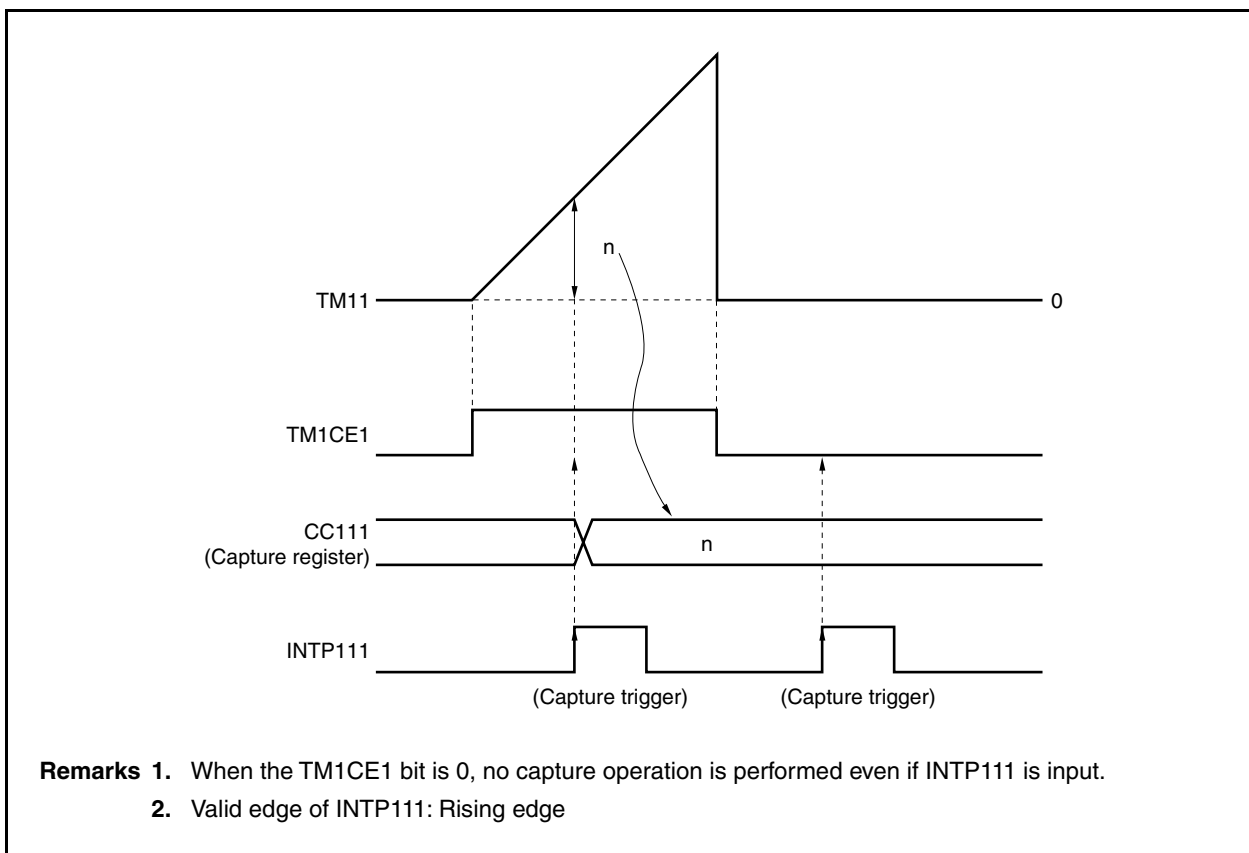 n
TM11
0
TM1CE1
CC111
(Capture register)
n
INTP111
(Capture trigger) (Capture trigger)
Remarks 1. When the TM1CE1 bit is 0, no capture operation is performed even if INTP111 is input.
2. Valid edge of INTP111: Rising edge